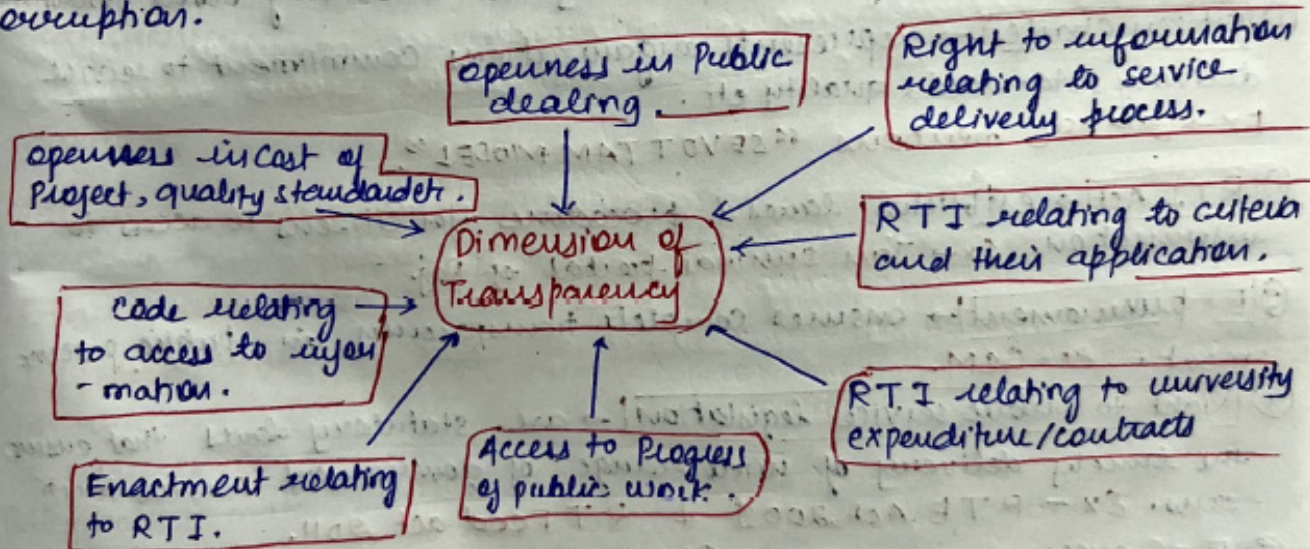 orruption.
openness in Public
dealing.
Right to information
relating to service
delivery process.
openness in cost of
Project, quality standardetc.
Dimension of
Transparency
RTI relating to criteria
and their application.
code relating
to access to infor
-mation.
RTI relating to university
expenditure/contracts
Access to Progress
of public work.
Enactment relating
to RTI.